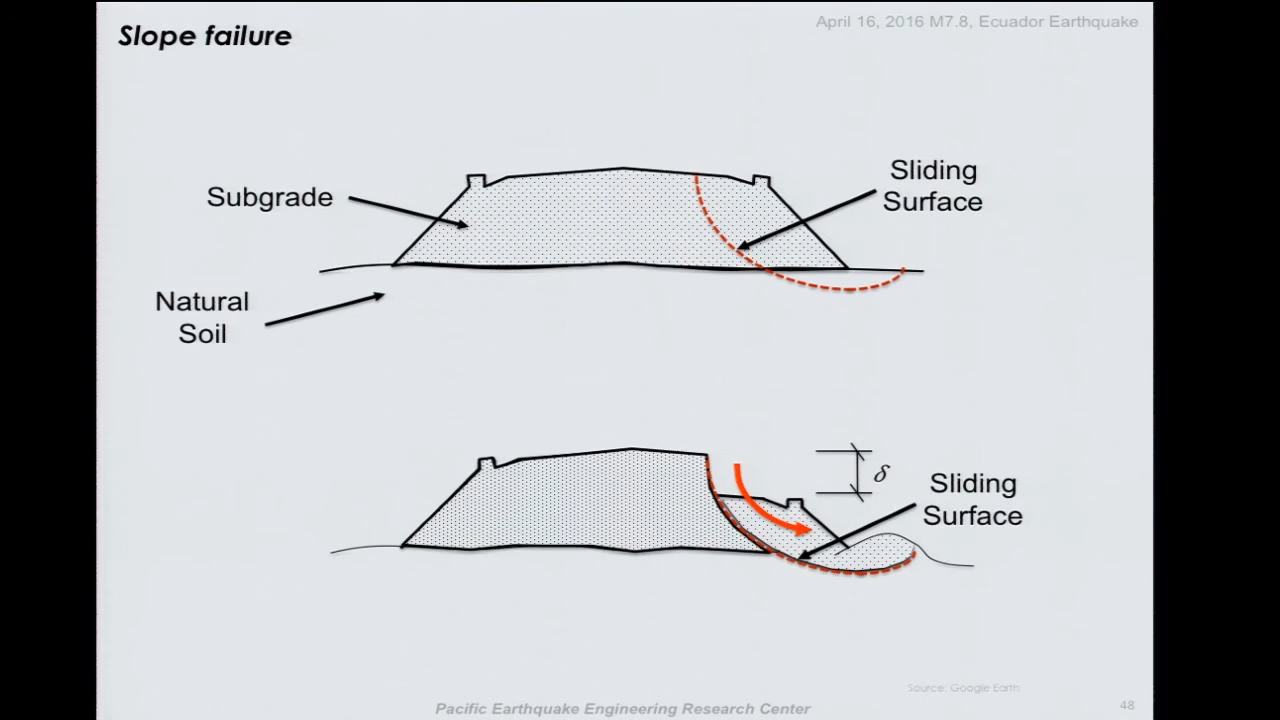 Slope failure
April 16, 2016 M7.8, Ecuador Earthquake
Sliding
Surface
Subgrade
Natural
Soil
δ
Sliding
Surface
Source: Google Earth
Pacific Earthquake Engineering Research Center
48